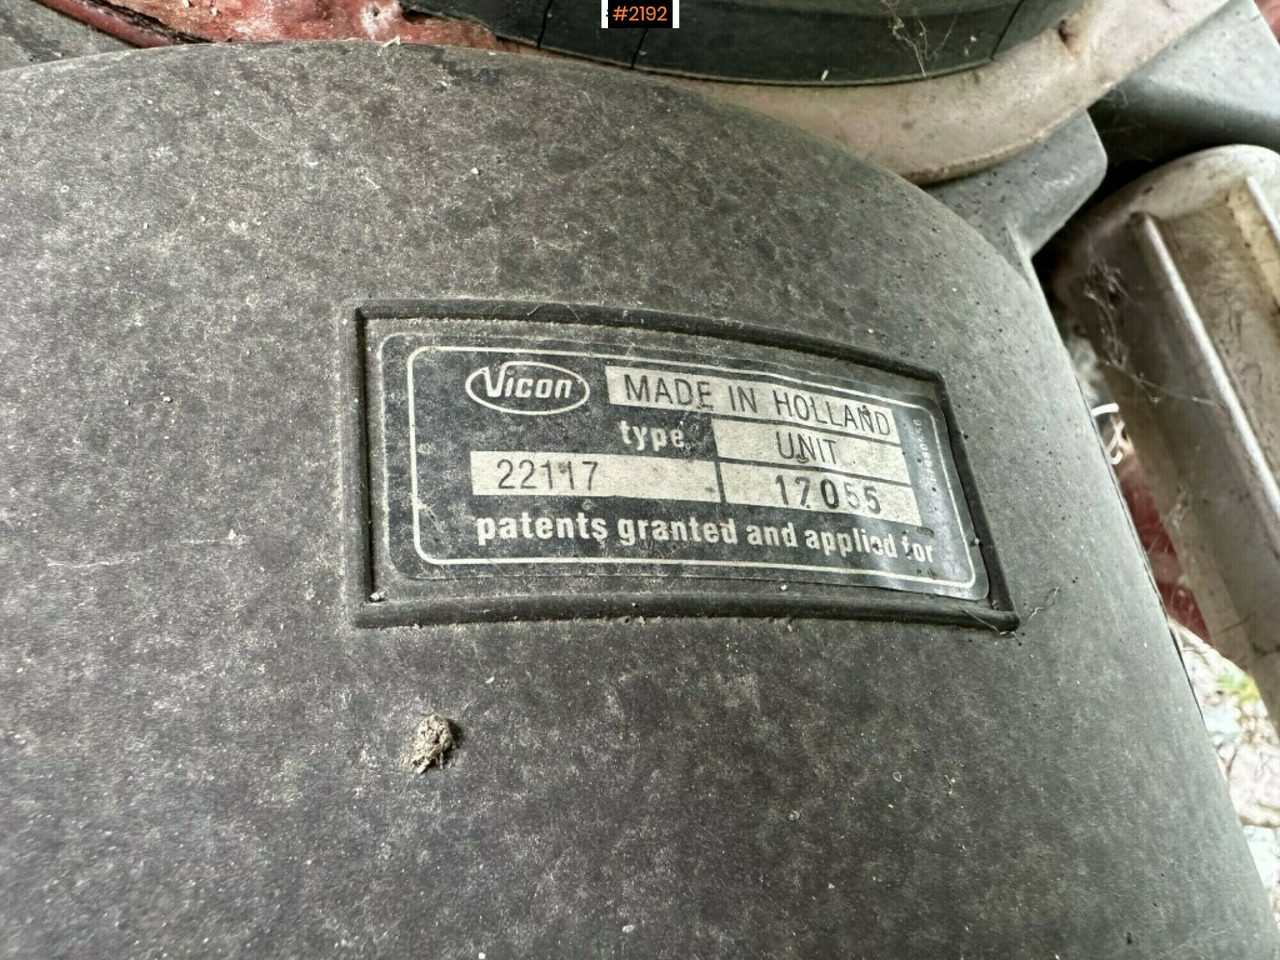 #2192
Vicon MADE IN HOLLAND
type UNIT
22117 17055
patents granted and applied for